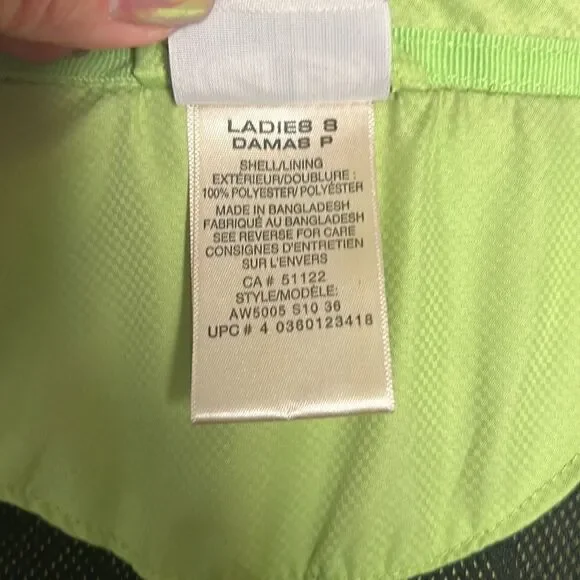 LADIES S
DAMAS P
SHELL/LINING
EXTÉRIEUR/DOUBLURE :
100% POLYESTER/ POLYÉSTER
MADE IN BANGLADESH
FABRIQUÉ AU BANGLADESH
SEE REVERSE FOR CARE
CONSIGNES D'ENTRETIEN
SUR L'ENVERS
CA # 51122
STYLE/MODÈLE:
AW5005 S10 36
UPC # 4 0360123418